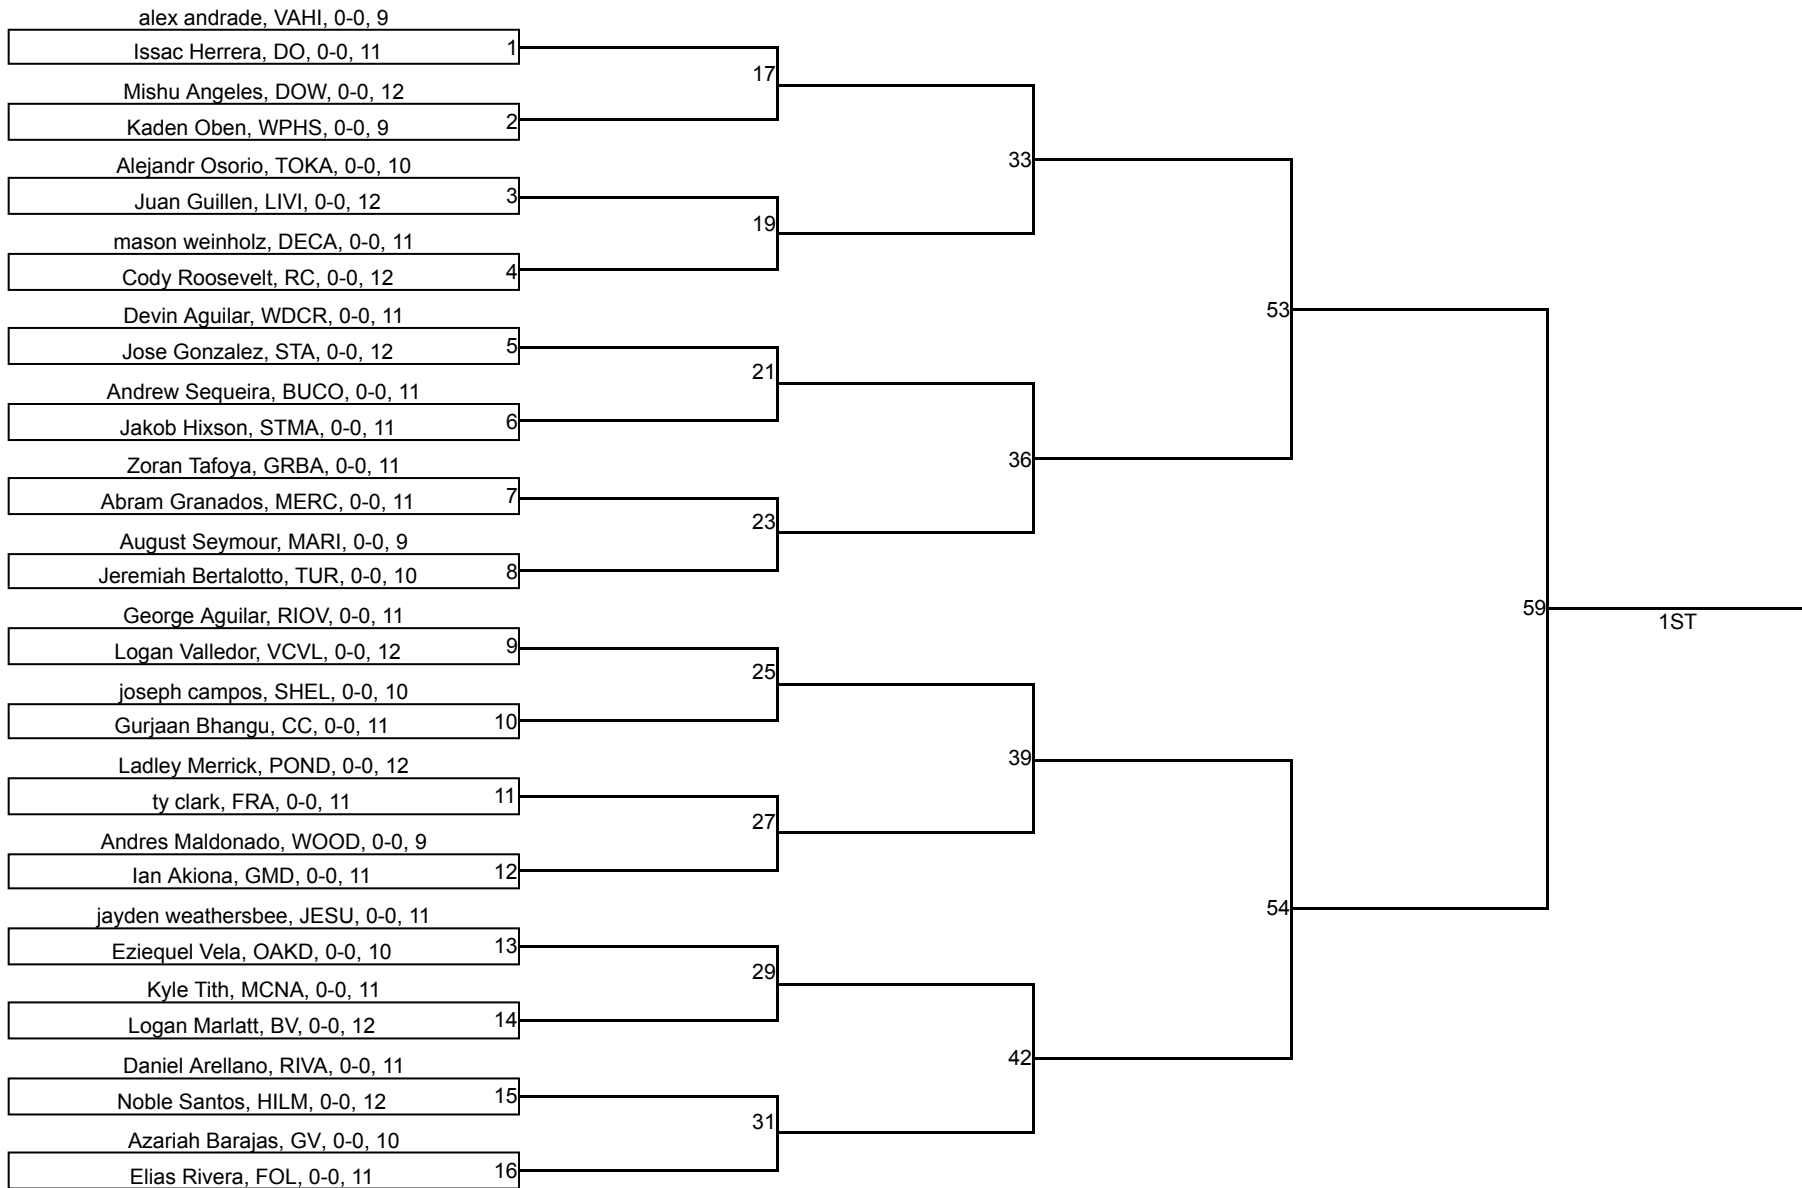 alex andrade, VAHI, 0-0, 9
Issac Herrera, DO, 0-0, 11
1
17
Mishu Angeles, DOW, 0-0, 12
Kaden Oben, WPHS, 0-0, 9
2
33
Alejandr Osorio, TOKA, 0-0, 10
Juan Guillen, LIVI, 0-0, 12
3
19
mason weinholz, DECA, 0-0, 11
Cody Roosevelt, RC, 0-0, 12
4
53
Devin Aguilar, WDCR, 0-0, 11
Jose Gonzalez, STA, 0-0, 12
5
21
Andrew Sequeira, BUCO, 0-0, 11
Jakob Hixson, STMA, 0-0, 11
6
36
Zoran Tafoya, GRBA, 0-0, 11
Abram Granados, MERC, 0-0, 11
7
23
August Seymour, MARI, 0-0, 9
Jeremiah Bertalotto, TUR, 0-0, 10
8
59
1ST
George Aguilar, RIOV, 0-0, 11
Logan Valledor, VCVL, 0-0, 12
9
25
joseph campos, SHEL, 0-0, 10
Gurjaan Bhangu, CC, 0-0, 11
10
39
Ladley Merrick, POND, 0-0, 12
ty clark, FRA, 0-0, 11
11
27
Andres Maldonado, WOOD, 0-0, 9
Ian Akiona, GMD, 0-0, 11
12
54
jayden weathersbee, JESU, 0-0, 11
Eziequel Vela, OAKD, 0-0, 10
13
29
Kyle Tith, MCNA, 0-0, 11
Logan Marlatt, BV, 0-0, 12
14
42
Daniel Arellano, RIVA, 0-0, 11
Noble Santos, HILM, 0-0, 12
15
31
Azariah Barajas, GV, 0-0, 10
Elias Rivera, FOL, 0-0, 11
16